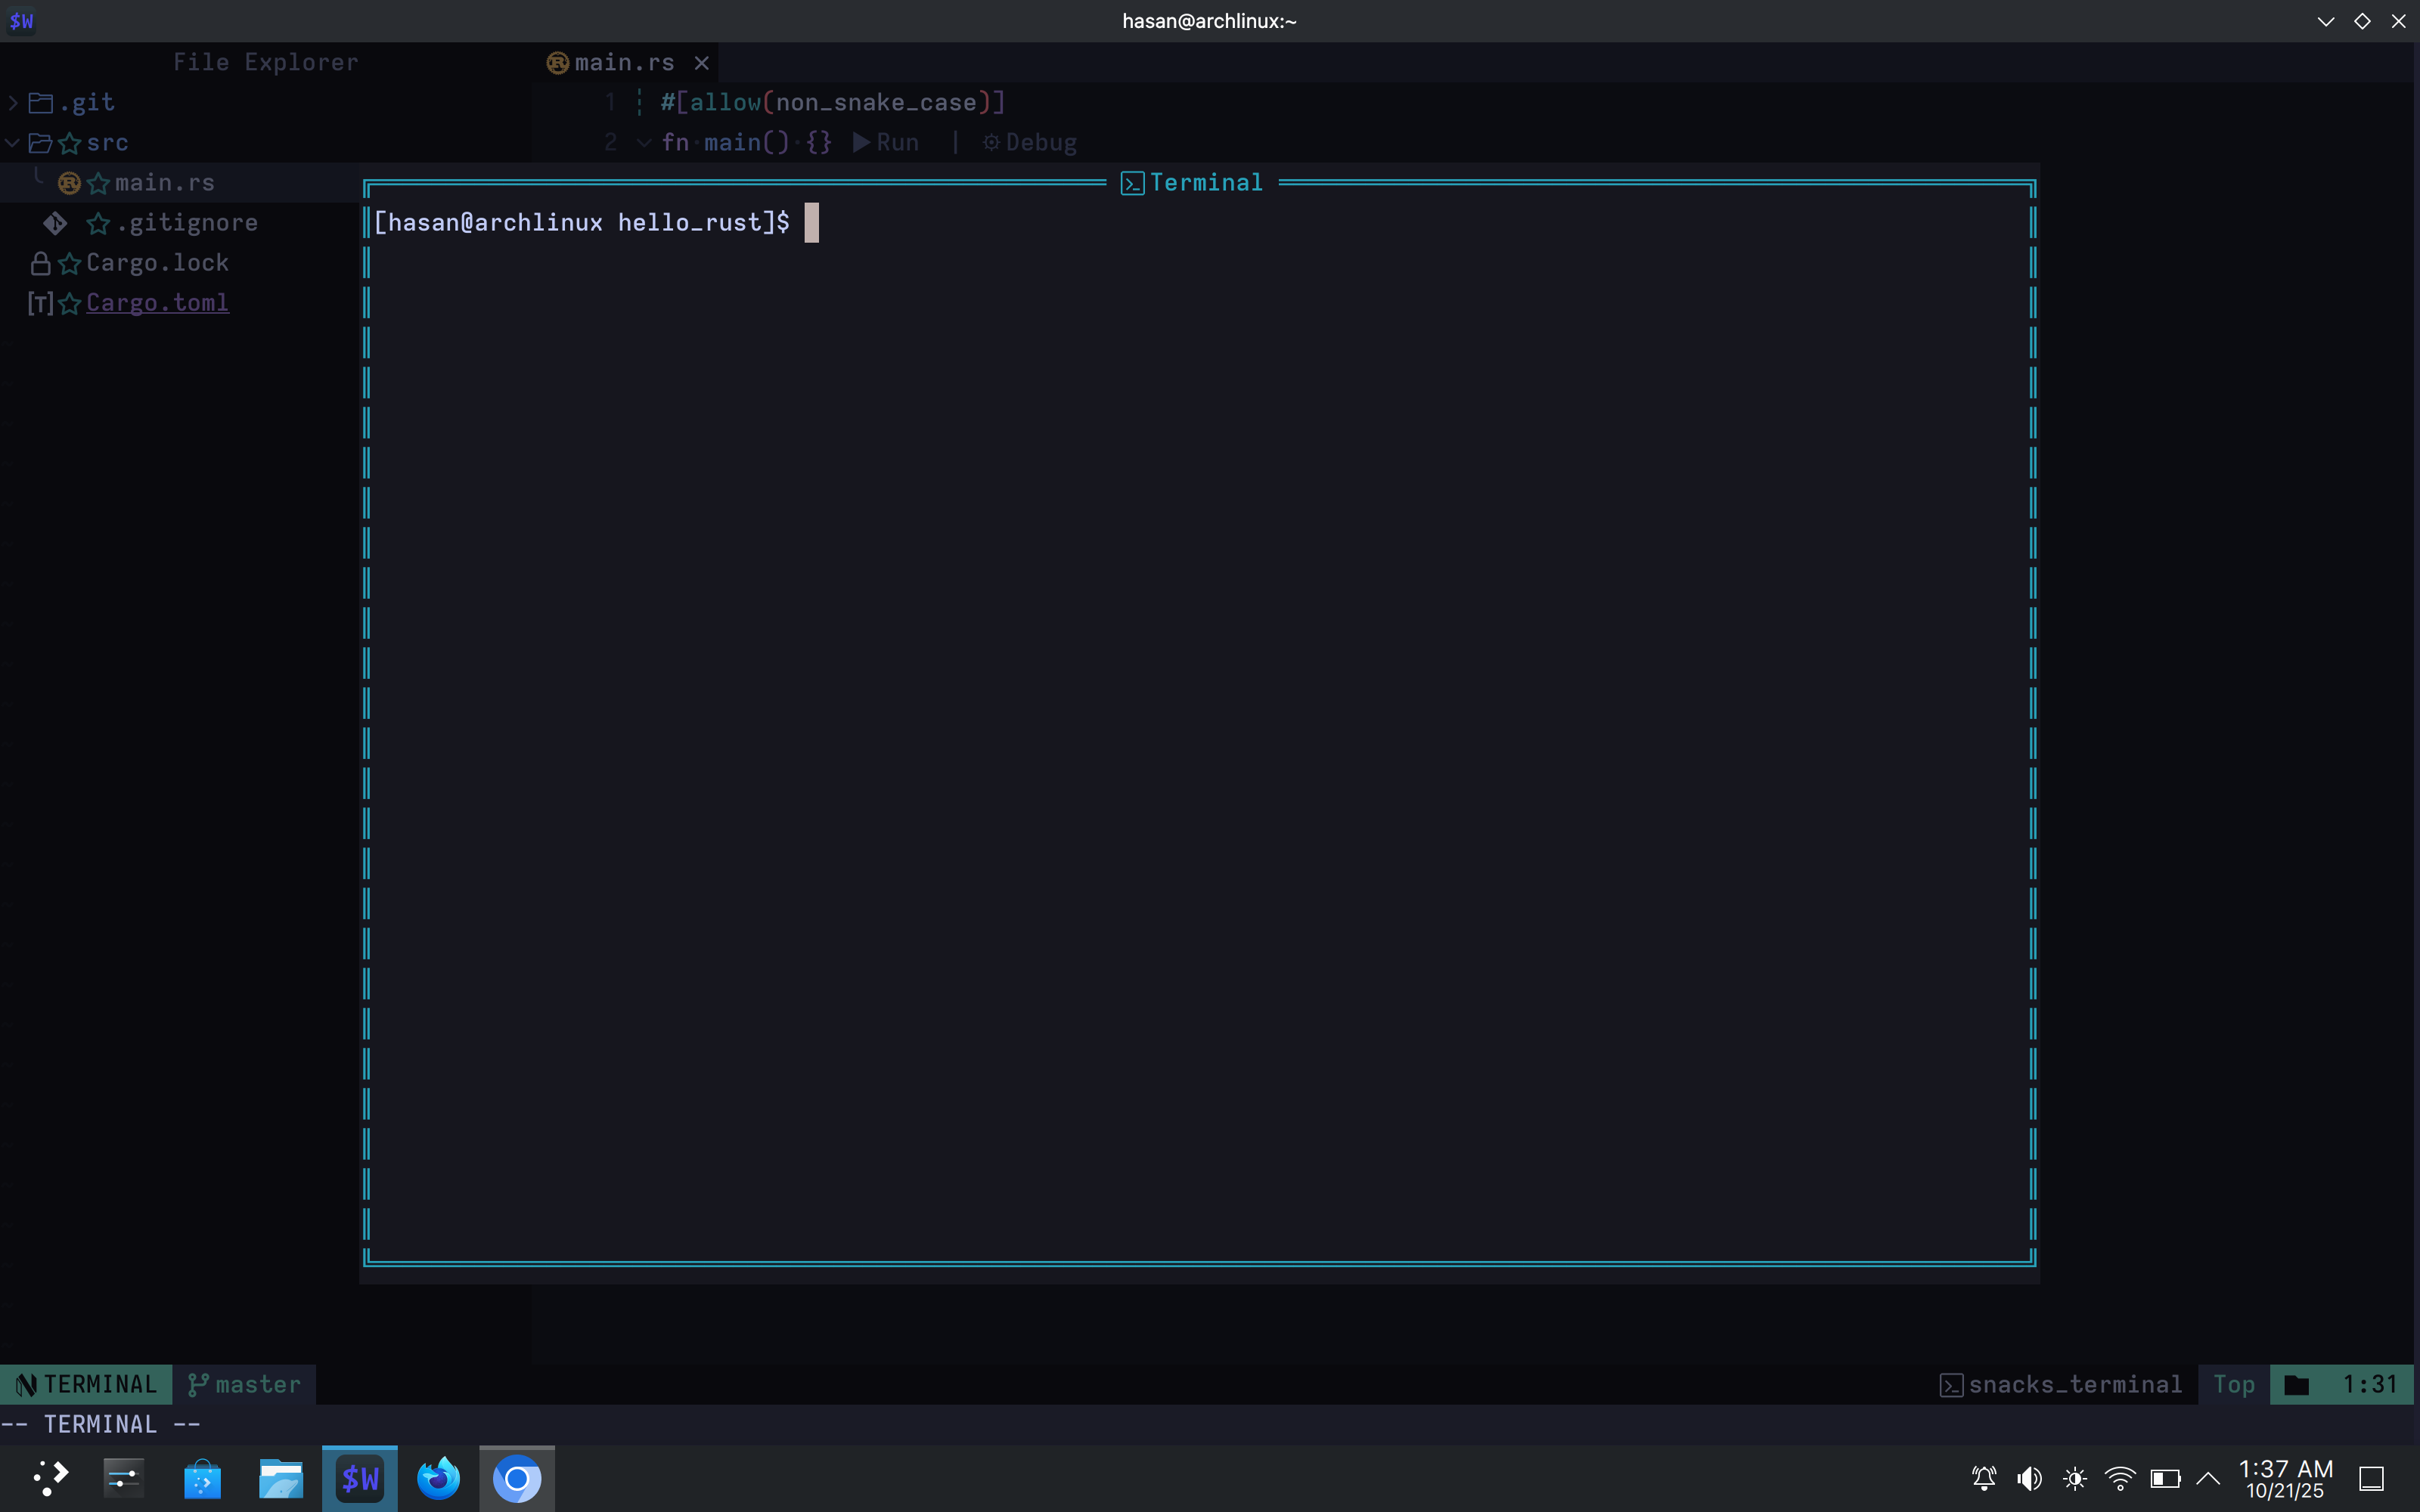 $W
hasan@archlinux:~
File Explorer
main.rs
.git
1 #[allow(non_snake_case)]
src
2 fn main() {} Run | Debug
main.rs
Terminal
.gitignore
[hasan@archlinux hello_rust]$
Cargo.lock
[T] Cargo.toml
TERMINAL master
snacks_terminal Top 1:31
-- TERMINAL --
$W
1:37 AM
10/21/25